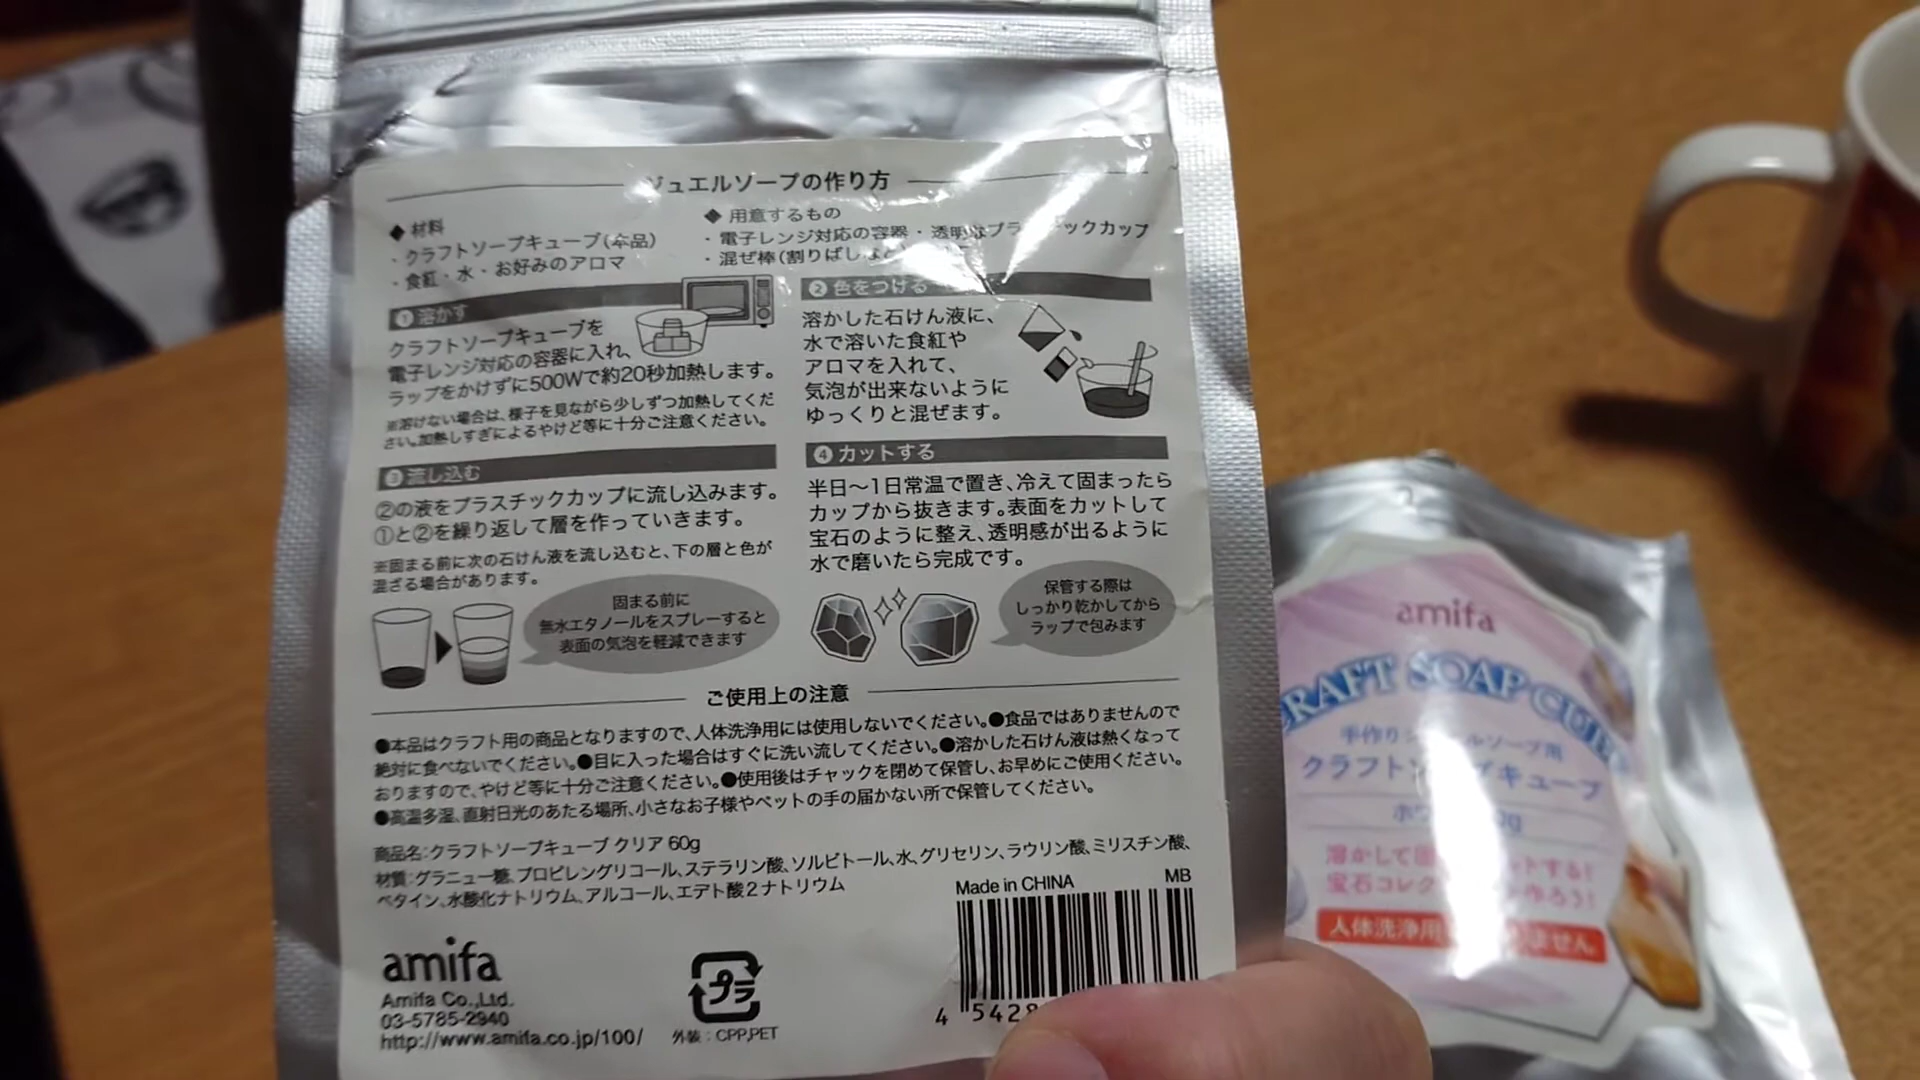 ジュエルソープの作り方
◆材料
・クラフトソープキューブ(本品)
・食紅・水・お好みのアロマ
◆用意するもの
・電子レンジ対応の容器・透明なプラ ックカップ
・混ぜ棒(割りばし
❶溶かす
クラフトソープキューブを
電子レンジ対応の容器に入れ、
ラップをかけずに500Wで約20秒加熱します。
※溶けない場合は、様子を見ながら少しずつ加熱してくだ
さい。加熱しすぎによるやけど等に十分ご注意ください。
❷色をつける
溶かした石けん液に、
水で溶いた食紅や
アロマを入れて、
気泡が出来ないように
ゆっくりと混ぜます。
❸流し込む
②の液をプラスチックカップに流し込みます。
①と②を繰り返して層を作っていきます。
※固まる前に次の石けん液を流し込むと、下の層と色が
混ざる場合があります。
固まる前に
無水エタノールをスプレーすると
表面の気泡を軽減できます
❹カットする
半日〜1日常温で置き、冷えて固まったら
カップから抜きます。表面をカットして
宝石のように整え、透明感が出るように
水で磨いたら完成です。
保管する際は
しっかり乾かしてから
ラップで包みます
ご使用上の注意
●本品はクラフト用の商品となりますので、人体洗浄用には使用しないでください。●食品ではありませんので
絶対に食べないでください。●目に入った場合はすぐに洗い流してください。●溶かした石けん液は熱くなって
おりますので、やけど等に十分ご注意ください。●使用後はチャックを閉めて保管し、お早めにご使用ください。
●高温多湿、直射日光のあたる場所、小さなお子様やペットの手の届かない所で保管してください。
商品名:クラフトソープキューブ クリア 60g
材質:グラニュー糖、プロピレングリコール、ステラリン酸、ソルビトール、水、グリセリン、ラウリン酸、ミリスチン酸、
ベタイン、水酸化ナトリウム、アルコール、エデト酸2ナトリウム
Made in CHINA MB
amifa
Amifa Co.,Ltd.
03-5785-2940
http://www.amifa.co.jp/100/
プラ
外装:CPP,PET
4 5428
amifa
CRAFT SOAP CUBE
手作りジュエルソープ用
クラフトソープキューブ
溶かして
宝石コレク 作ろう!
人体洗浄用 ません